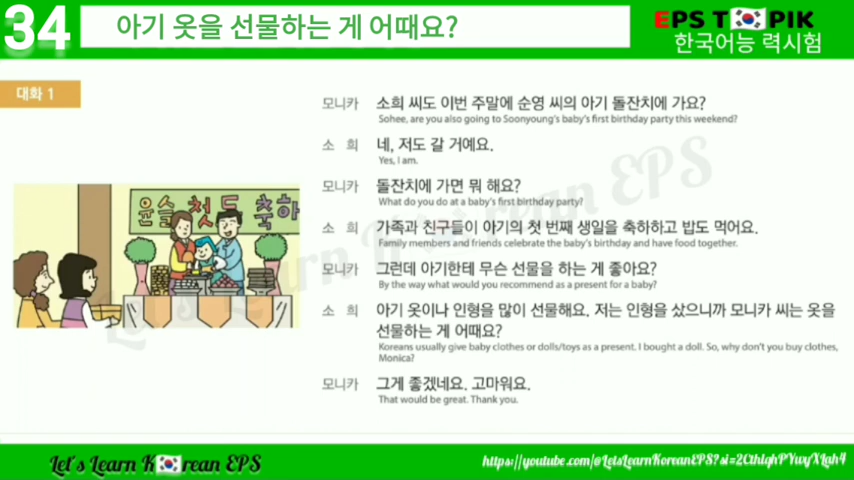 34
아기 옷을 선물하는 게 어때요?
EPS T PIK
한국어능 력시험
대화 1
모니카 소희 씨도 이번 주말에 순영 씨의 아기 돌잔치에 가요?
Sohee, are you also going to Soonyoung's baby's first birthday party this weekend?
소 희 네, 저도 갈 거예요.
Yes, I am.
모니카 돌잔치에 가면 뭐 해요?
What do you do at a baby's first birthday party?
소 희 가족과 친구들이 아기의 첫 번째 생일을 축하하고 밥도 먹어요.
Family members and friends celebrate the baby's birthday and have food together.
모니카 그런데 아기한테 무슨 선물을 하는 게 좋아요?
By the way what would you recommend as a present for a baby?
소 희 아기 옷이나 인형을 많이 선물해요. 저는 인형을 샀으니까 모니카 씨는 옷을
선물하는 게 어때요?
Koreans usually give baby clothes or dolls/toys as a present. I bought a doll. So, why don't you buy clothes,
Monica?
모니카 그게 좋겠네요. 고마워요.
That would be great. Thank you.
윤슬 첫 돌 축하
Let's Learn K rean EPS
Let's Learn K rean EPS
https://youtube.com/@LetsLearnKoreanEPS?si=